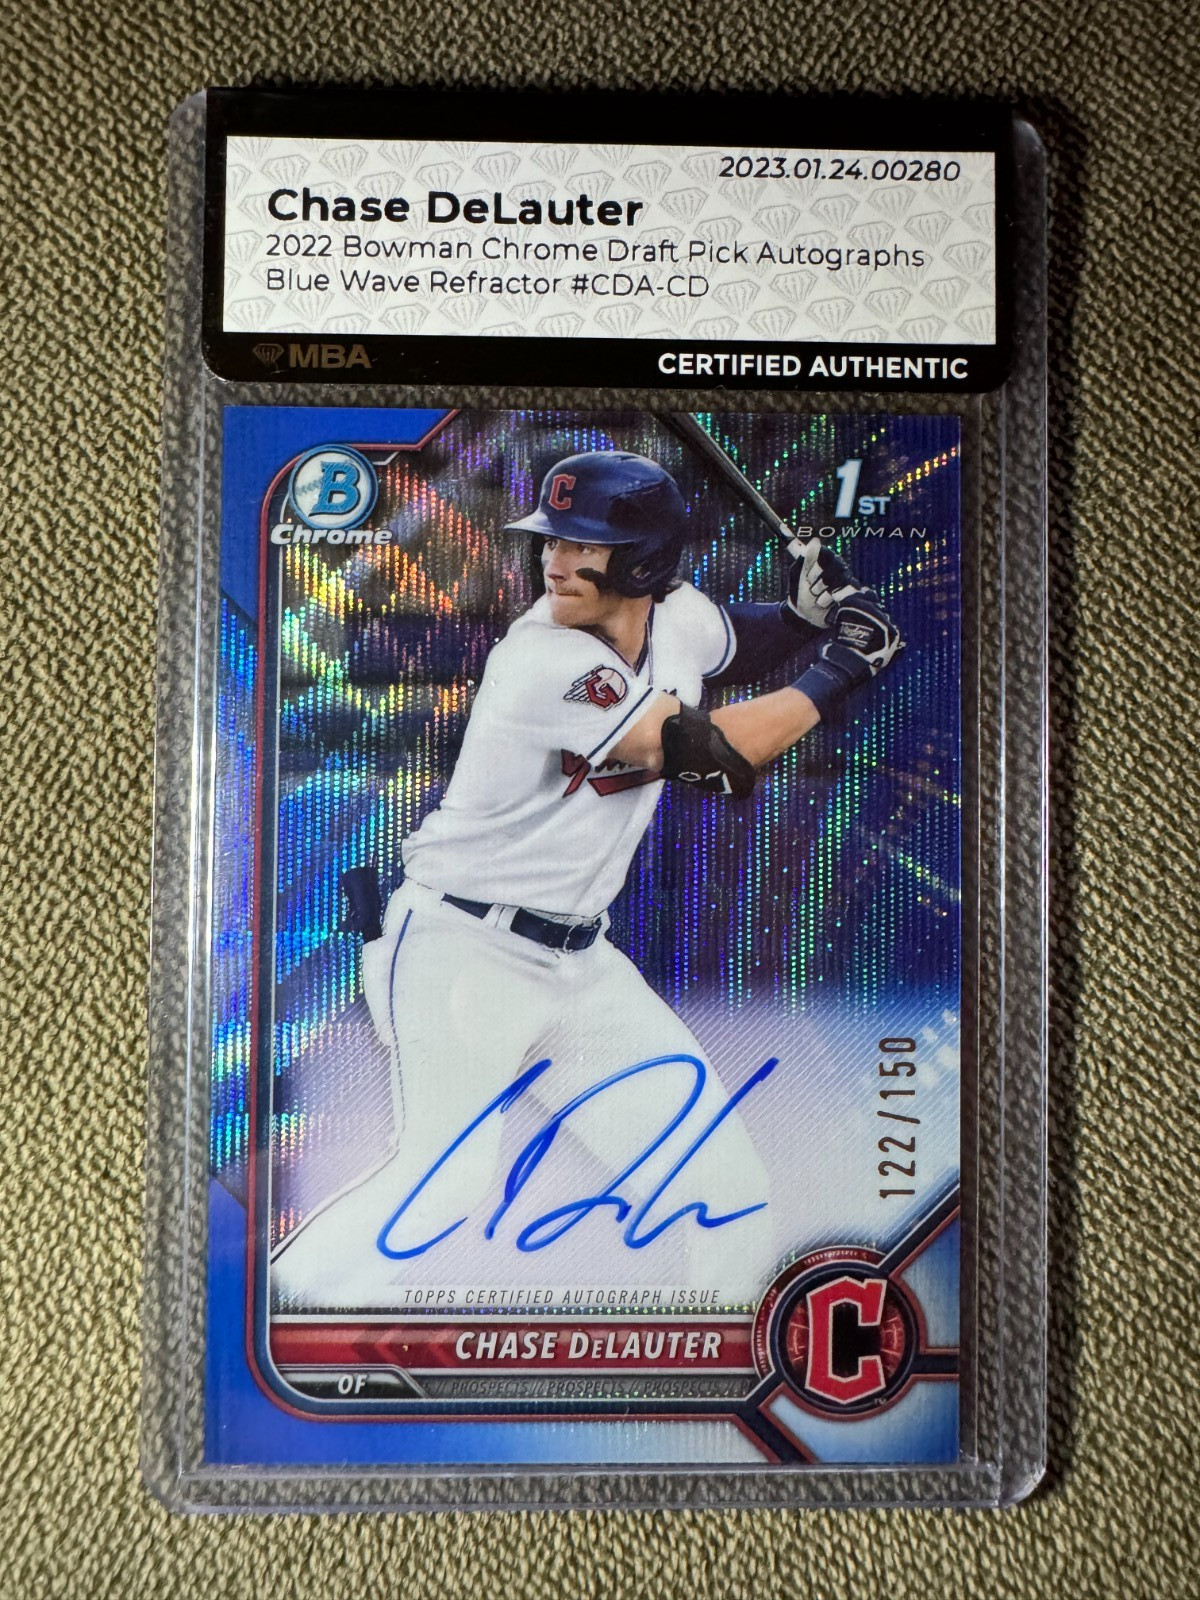 2023.01.24.00280
Chase DeLauter
2022 Bowman Chrome Draft Pick Autographs
Blue Wave Refractor #CDA-CD
MBA
CERTIFIED AUTHENTIC
B
Chrome
1ST
BOWMAN
C
Rawlings
G
122/150
TOPPS CERTIFIED AUTOGRAPH ISSUE
CHASE DeLAUTER
C
OF
// PROSPECTS // PROSPECTS // PROSPECTS